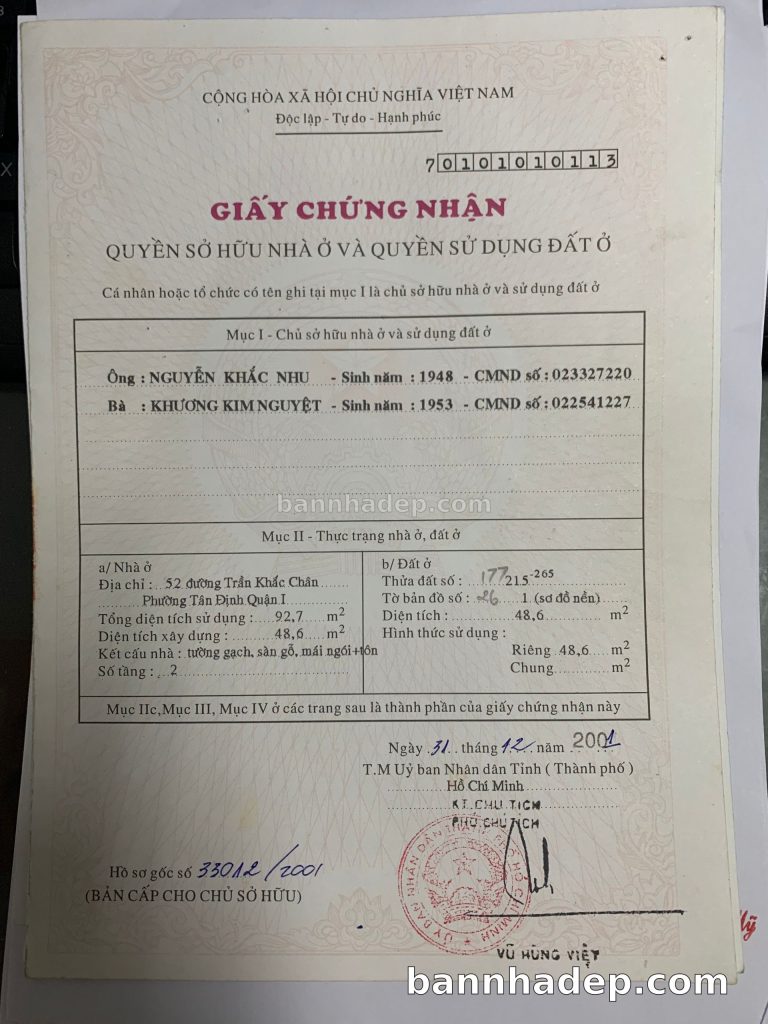 CỘNG HÒA XÃ HỘI CHỦ NGHĨA VIỆT NAM
Độc lập - Tự do - Hạnh phúc
70101010113
GIẤY CHỨNG NHẬN
QUYỀN SỞ HỮU NHÀ Ở VÀ QUYỀN SỬ DỤNG ĐẤT Ở
Cá nhân hoặc tổ chức có tên ghi tại mục I là chủ sở hữu nhà ở và sử dụng đất ở
Mục I - Chủ sở hữu nhà ở và sử dụng đất ở
Ông : NGUYỄN KHẮC NHU - Sinh năm : 1948 - CMND số : 023327220
Bà : KHƯƠNG KIM NGUYỆT - Sinh năm : 1953 - CMND số : 022541227
bannhadep.com
Mục II - Thực trạng nhà ở, đất ở
a/ Nhà ở
Địa chỉ : 52 đường Trần Khắc Chân
Phường Tân Định Quận I
Tổng diện tích sử dụng : 92,7 m²
Diện tích xây dựng : 48,6 m²
Kết cấu nhà : tường gạch, sàn gỗ, mái ngói+tôn
Số tầng : 2
b/ Đất ở
Thửa đất số : 177 215-265
Tờ bản đồ số : 26 1 (sơ đồ nền)
Diện tích : 48,6 m²
Hình thức sử dụng :
Riêng 48,6 m²
Chung m²
Mục IIc,Mục III, Mục IV ở các trang sau là thành phần của giấy chứng nhận này
Ngày 31 tháng 12 năm 2001
T.M Uỷ ban Nhân dân Tỉnh ( Thành phố )
Hồ Chí Minh
KT.CHỦ TỊCH
PHÓ CHỦ TỊCH
Hồ sơ gốc số 33012/2001
(BẢN CẤP CHO CHỦ SỞ HỮU)
ỦY BAN NHÂN DÂN THÀNH PHỐ HỒ CHÍ MINH
VŨ HÙNG VIỆT
bannhadep.com